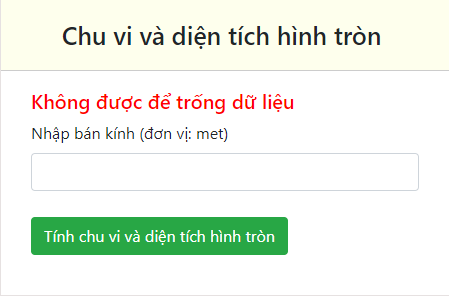 Chu vi và diện tích hình tròn
Không được để trống dữ liệu
Nhập bán kính (đơn vị: met)
Tính chu vi và diện tích hình tròn